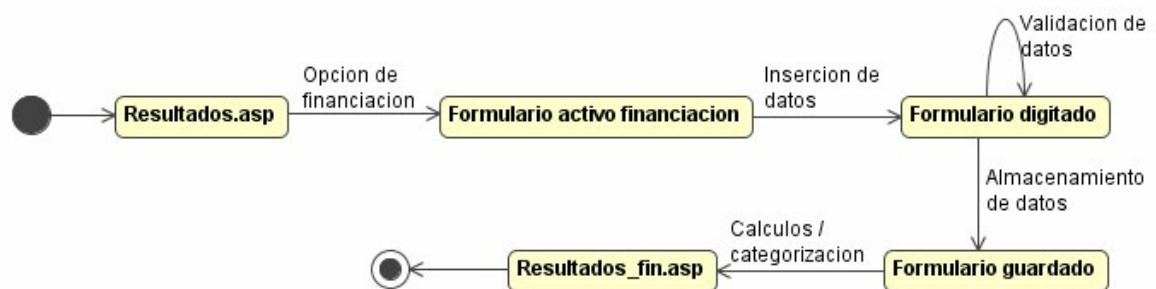 Resultados.asp
Opcion de
financiacion
Formulario activo financiacion
Insercion de
datos
Formulario digitado
Validacion de
datos
Almacenamiento
de datos
Formulario guardado
Calculos /
categorizacion
Resultados_fin.asp